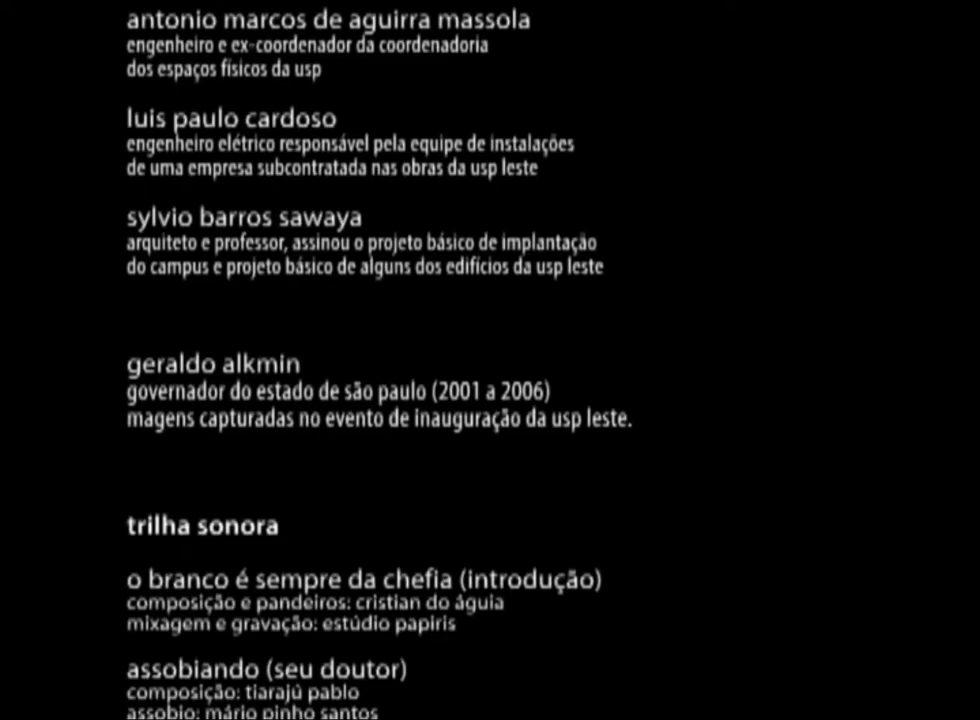 antonio marcos de aguirra massola
engenheiro e ex-coordenador da coordenadoria
dos espaços físicos da usp
luis paulo cardoso
engenheiro elétrico responsável pela equipe de instalações
de uma empresa subcontratada nas obras da usp leste
sylvio barros sawaya
arquiteto e professor, assinou o projeto básico de implantação
do campus e projeto básico de alguns dos edifícios da usp leste
geraldo alkmin
governador do estado de são paulo (2001 a 2006)
magens capturadas no evento de inauguração da usp leste.
trilha sonora
o branco é sempre da chefia (introdução)
composição e pandeiros: cristian do águia
mixagem e gravação: estúdio papiris
assobiando (seu doutor)
composição: tiarajú pablo
assobio: mário pinho santos